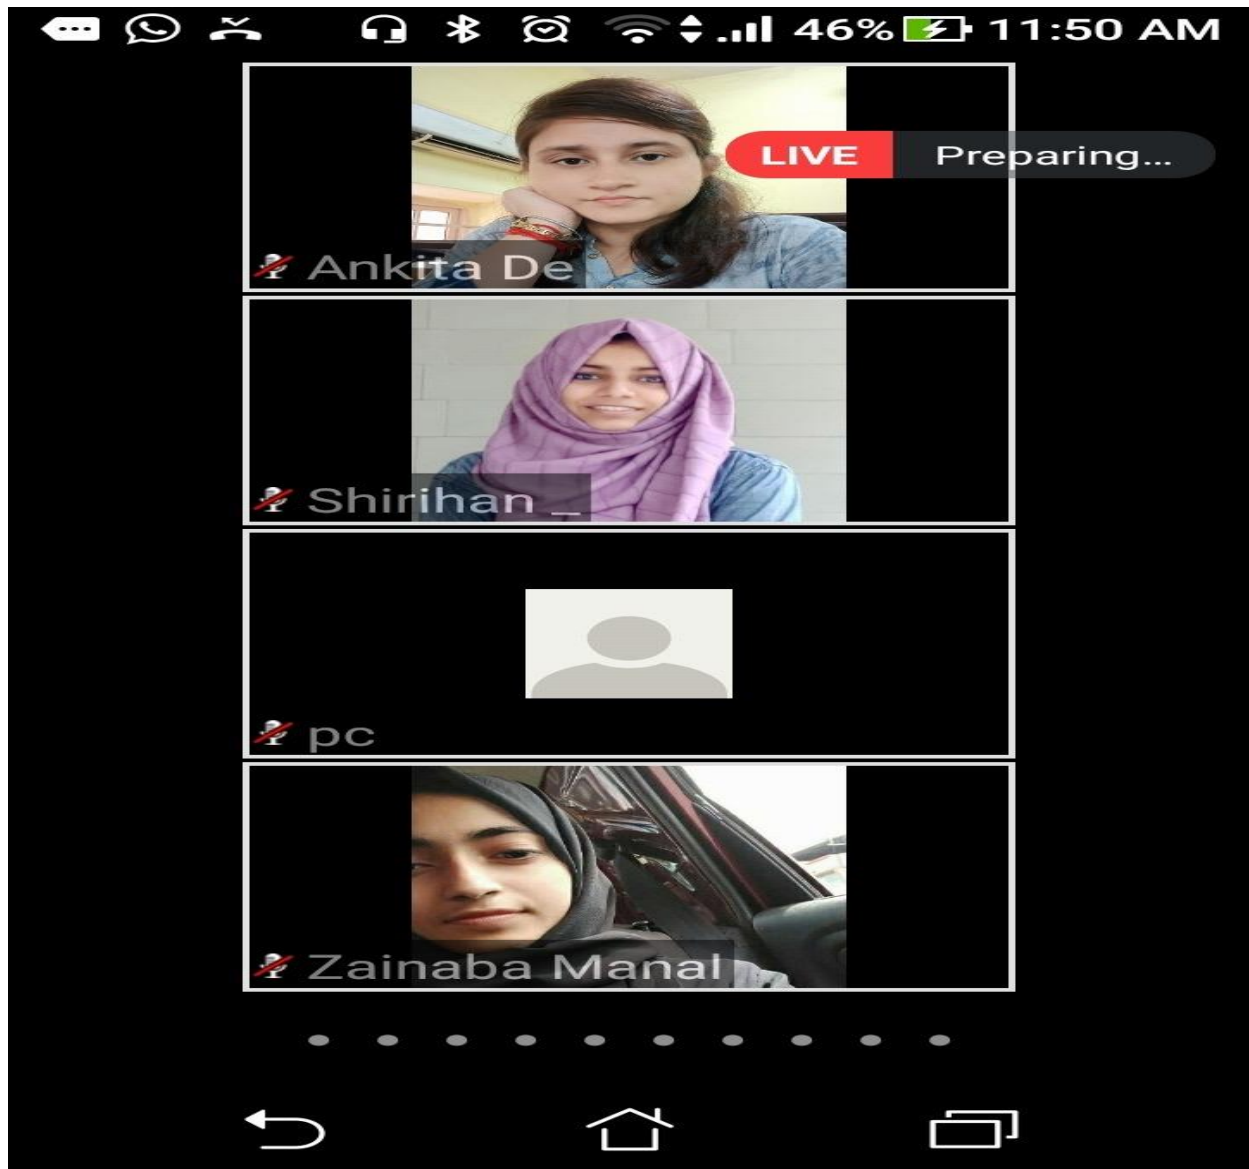 46% 11:50 AM
LIVE Preparing...
Ankita De
Shirihan _
pc
Zainaba Manal